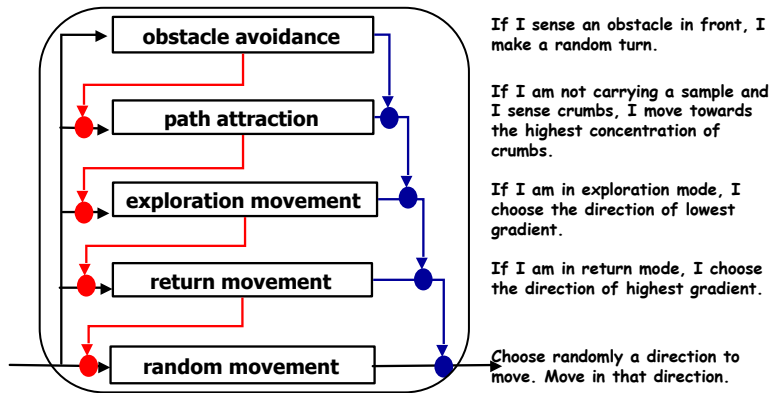 obstacle avoidance
If I sense an obstacle in front, I
make a random turn.
path attraction
If I am not carrying a sample and
I sense crumbs, I move towards
the highest concentration of
crumbs.
exploration movement
If I am in exploration mode, I
choose the direction of lowest
gradient.
return movement
If I am in return mode, I choose
the direction of highest gradient.
random movement
Choose randomly a direction to
move. Move in that direction.